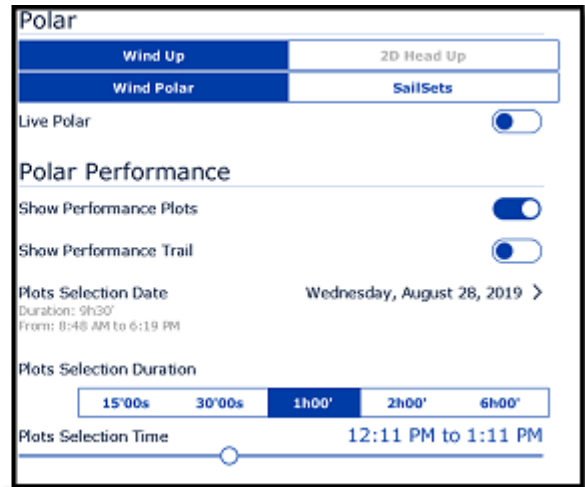 Polar
Wind Up 2D Head Up
Wind Polar SailSets
Live Polar
Polar Performance
Show Performance Plots
Show Performance Trail
Plots Selection Date Wednesday, August 28, 2019 >
Duration: 9h30'
From: 8:48 AM to 6:19 PM
Plots Selection Duration
15'00s 30'00s 1h00' 2h00' 6h00'
Plots Selection Time 12:11 PM to 1:11 PM